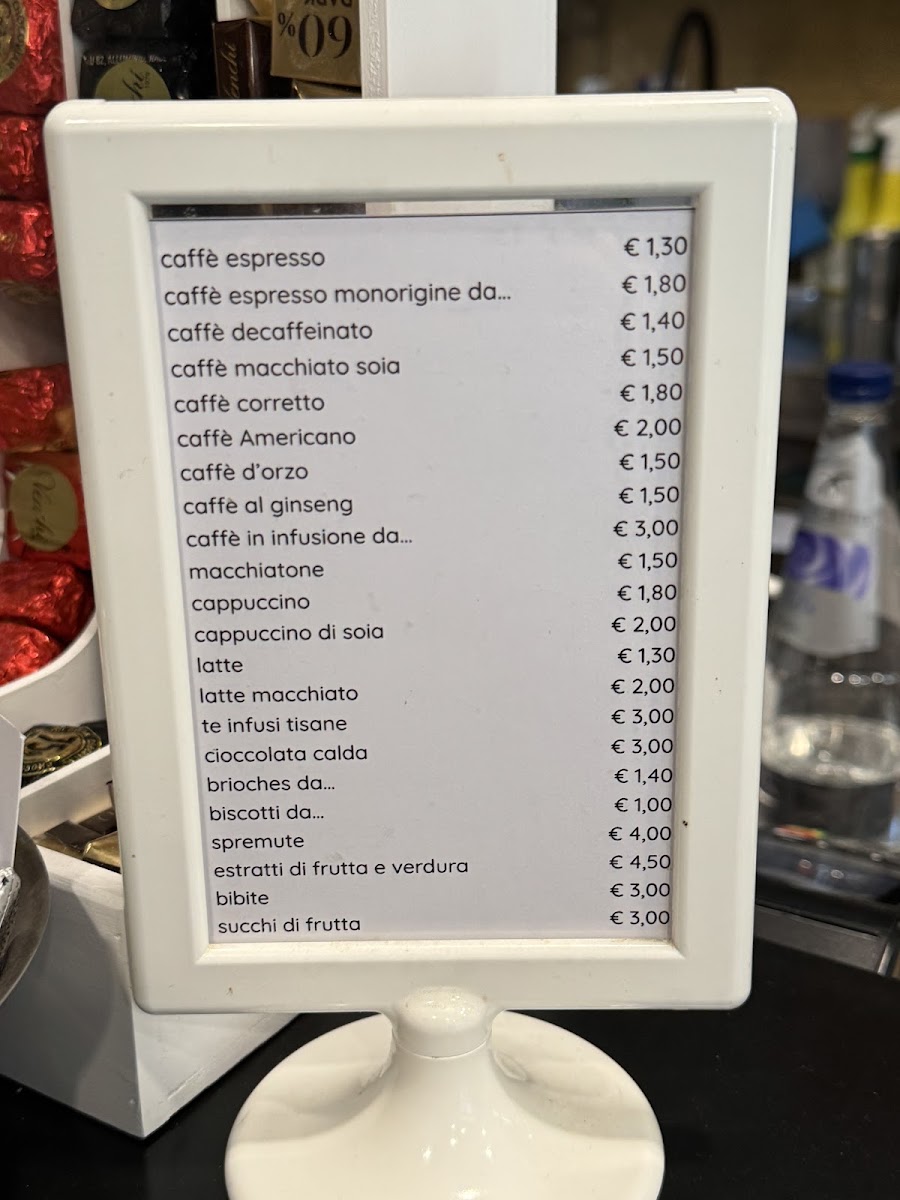 60%
caffè espresso € 1,30
caffè espresso monorigine da... € 1,80
caffè decaffeinato € 1,40
caffè macchiato soia € 1,50
caffè corretto € 1,80
caffè Americano € 2,00
caffè d'orzo € 1,50
caffè al ginseng € 1,50
caffè in infusione da... € 3,00
macchiatone € 1,50
cappuccino € 1,80
cappuccino di soia € 2,00
latte € 1,30
latte macchiato € 2,00
te infusi tisane € 3,00
cioccolata calda € 3,00
brioches da... € 1,40
biscotti da... € 1,00
spremute € 4,00
estratti di frutta e verdura € 4,50
bibite € 3,00
succhi di frutta € 3,00